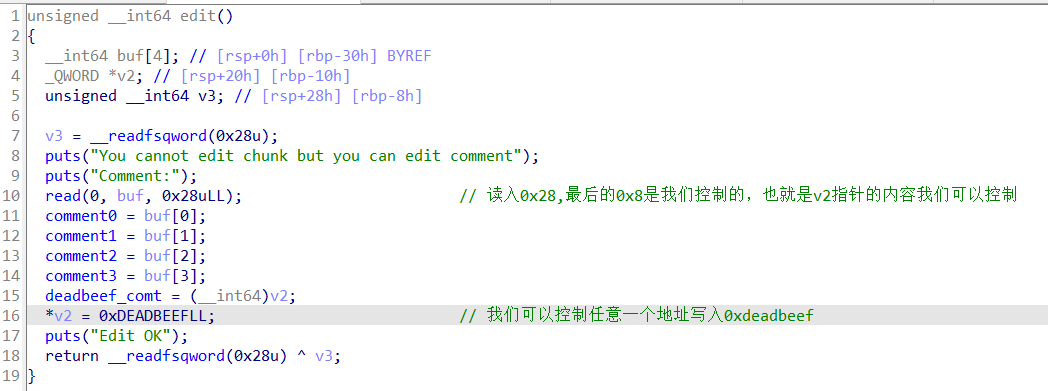 1 unsigned __int64 edit()
2 {
3 __int64 buf[4]; // [rsp+0h] [rbp-30h] BYREF
4 _QWORD *v2; // [rsp+20h] [rbp-10h]
5 unsigned __int64 v3; // [rsp+28h] [rbp-8h]
6
7 v3 = __readfsqword(0x28u);
8 puts("You cannot edit chunk but you can edit comment");
9 puts("Comment:");
10 read(0, buf, 0x28uLL); // 读入0x28,最后的0x8是我们控制的，也就是v2指针的内容我们可以控制
11 comment0 = buf[0];
12 comment1 = buf[1];
13 comment2 = buf[2];
14 comment3 = buf[3];
15 deadbeef_comt = (__int64)v2;
16 *v2 = 0xDEADBEEFLL; // 我们可以控制任意一个地址写入0xdeadbeef
17 puts("Edit OK");
18 return __readfsqword(0x28u) ^ v3;
19 }